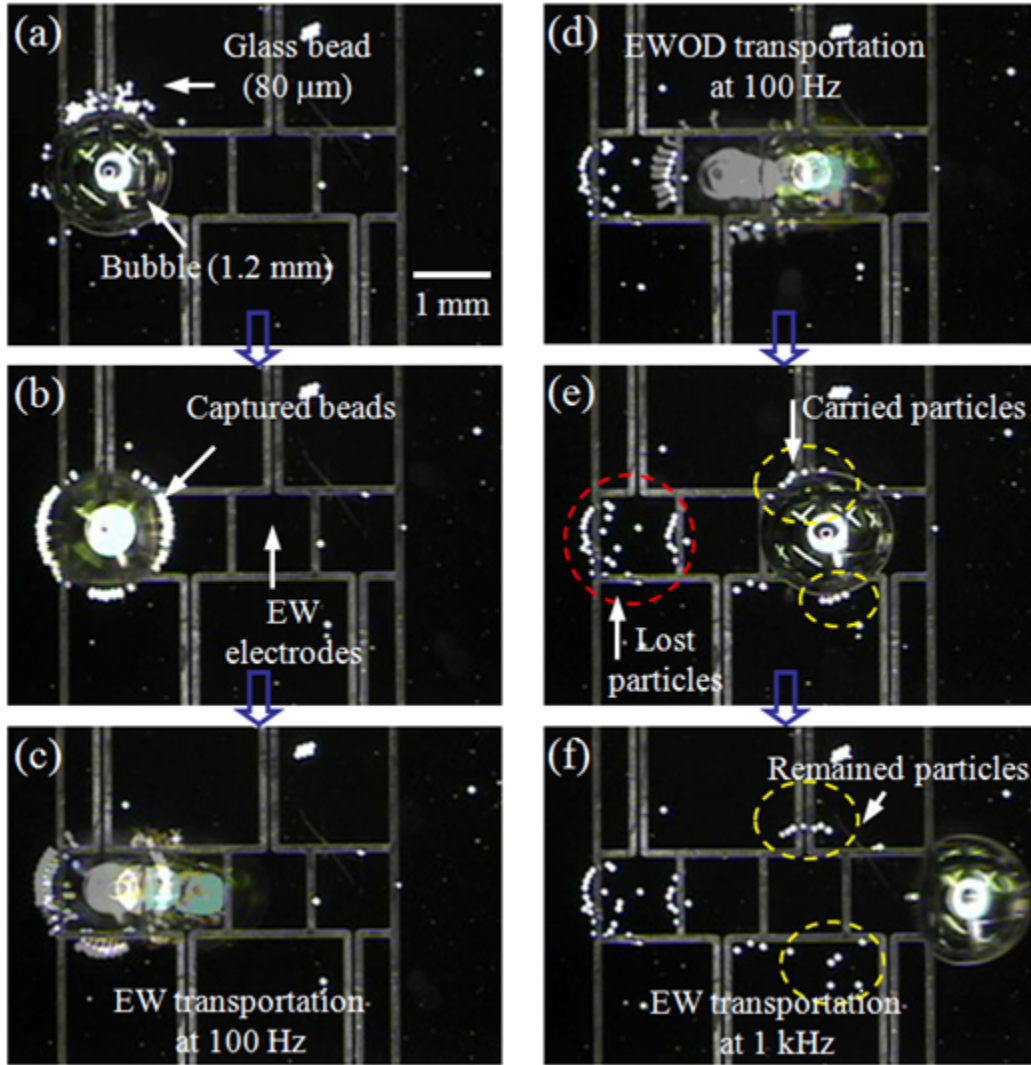 (a)
Glass bead
(80 μm)
Bubble (1.2 mm)
1 mm
(b)
Captured beads
EW
electrodes
(c)
EW transportation
at 100 Hz
(d)
EWOD transportation
at 100 Hz
(e)
Carried particles
Lost
particles
(f)
Remained particles
EW transportation
at 1 kHz